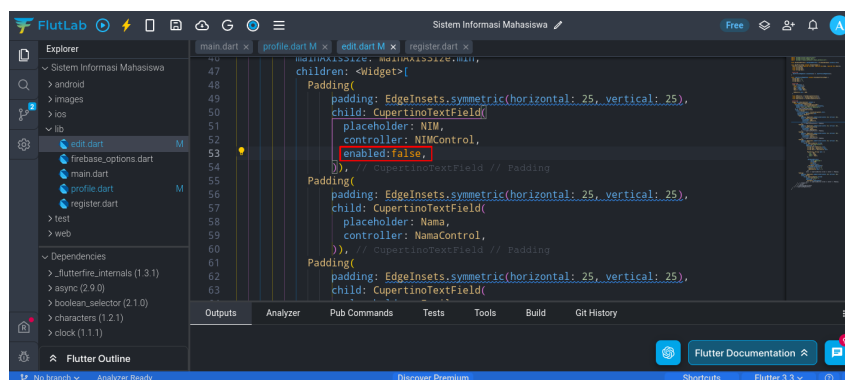 FlutLab
Sistem Informasi Mahasiswa
Free
A
Explorer
main.dart ×
profile.dart M ×
edit.dart M ×
register.dart ×
Sistem Informasi Mahasiswa
> android
> images
> ios
lib
edit.dart M
firebase_options.dart
main.dart
profile.dart M
register.dart
> test
> web
Dependencies
> _flutterfire_internals (1.3.1)
> async (2.9.0)
> boolean_selector (2.1.0)
> characters (1.2.1)
> clock (1.1.1)
Flutter Outline
46 mainAxisSize: MainAxisSize.min,
47 children: <Widget>[
48 Padding(
49 padding: EdgeInsets.symmetric(horizontal: 25, vertical: 25),
50 child: CupertinoTextField(
51 placeholder: NIM,
52 controller: NIMControl,
53 enabled:false,
54 )), // CupertinoTextField // Padding
55 Padding(
56 padding: EdgeInsets.symmetric(horizontal: 25, vertical: 25),
57 child: CupertinoTextField(
58 placeholder: Nama,
59 controller: NamaControl,
60 )), // CupertinoTextField // Padding
61 Padding(
62 padding: EdgeInsets.symmetric(horizontal: 25, vertical: 25),
63 child: CupertinoTextField(
Outputs Analyzer Pub Commands Tests Tools Build Git History
Flutter Documentation
No branch Analyzer Ready Discover Premium Shortcuts Flutter 3.3